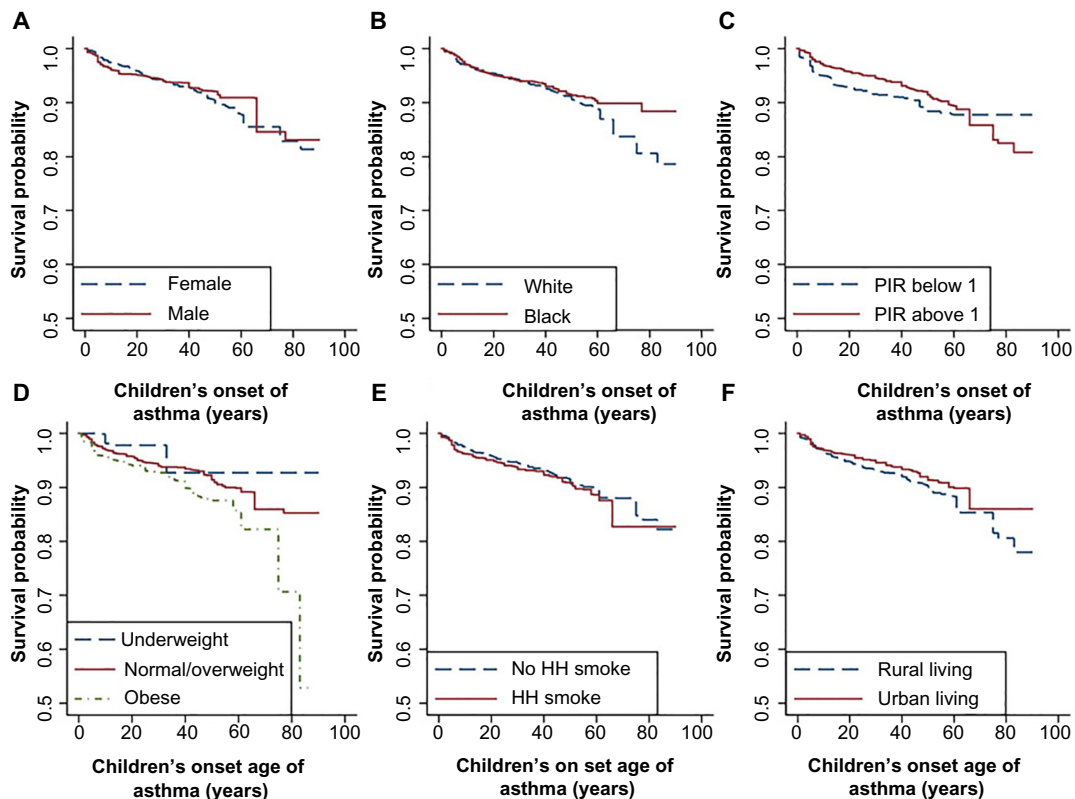 A
Survival probability
1.0
0.9
0.8
0.7
0.6
0.5
Female
Male
0 20 40 60 80 100
Children's onset of
asthma (years)
B
Survival probability
1.0
0.9
0.8
0.7
0.6
0.5
White
Black
0 20 40 60 80 100
Children's onset of
asthma (years)
C
Survival probability
1.0
0.9
0.8
0.7
0.6
0.5
PIR below 1
PIR above 1
0 20 40 60 80 100
Children's onset of
asthma (years)
D
Survival probability
1.0
0.9
0.8
0.7
0.6
0.5
Underweight
Normal/overweight
Obese
0 20 40 60 80 100
Children's onset age of
asthma (years)
E
Survival probability
1.0
0.9
0.8
0.7
0.6
0.5
No HH smoke
HH smoke
0 20 40 60 80 100
Children's on set age of
asthma (years)
F
Survival probability
1.0
0.9
0.8
0.7
0.6
0.5
Rural living
Urban living
0 20 40 60 80 100
Children's onset age of
asthma (years)